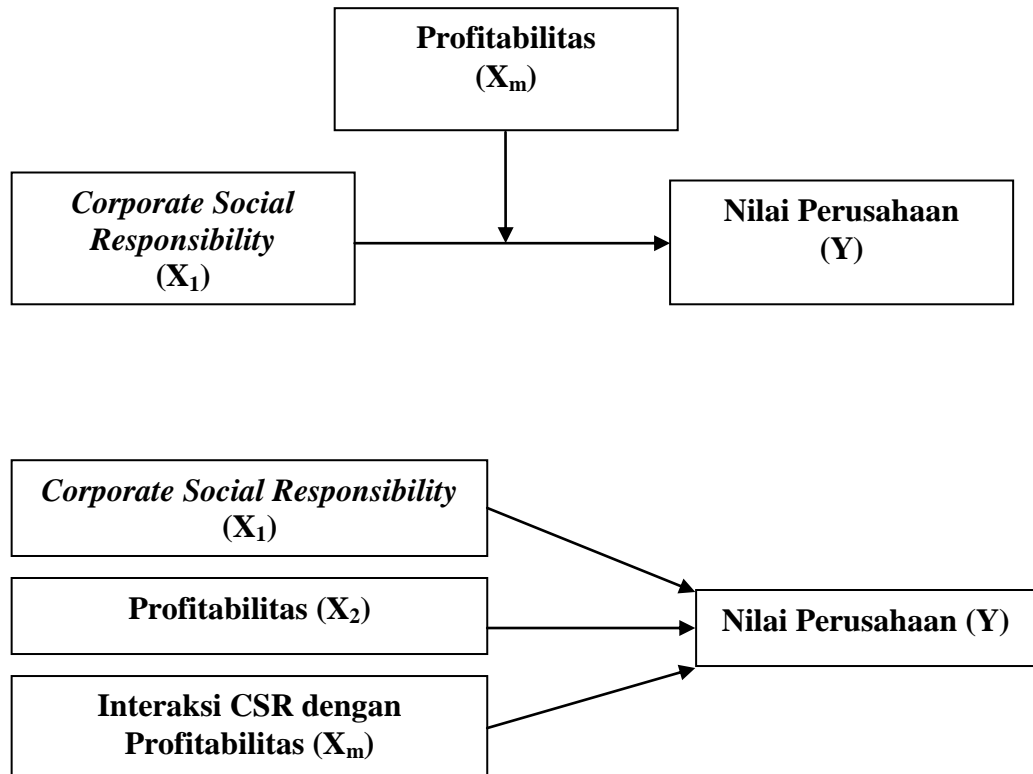 Profitabilitas
(Xm)
Corporate Social
Responsibility
(X1)
Nilai Perusahaan
(Y)
Corporate Social Responsibility
(X1)
Profitabilitas (X2)
Nilai Perusahaan (Y)
Interaksi CSR dengan
Profitabilitas (Xm)